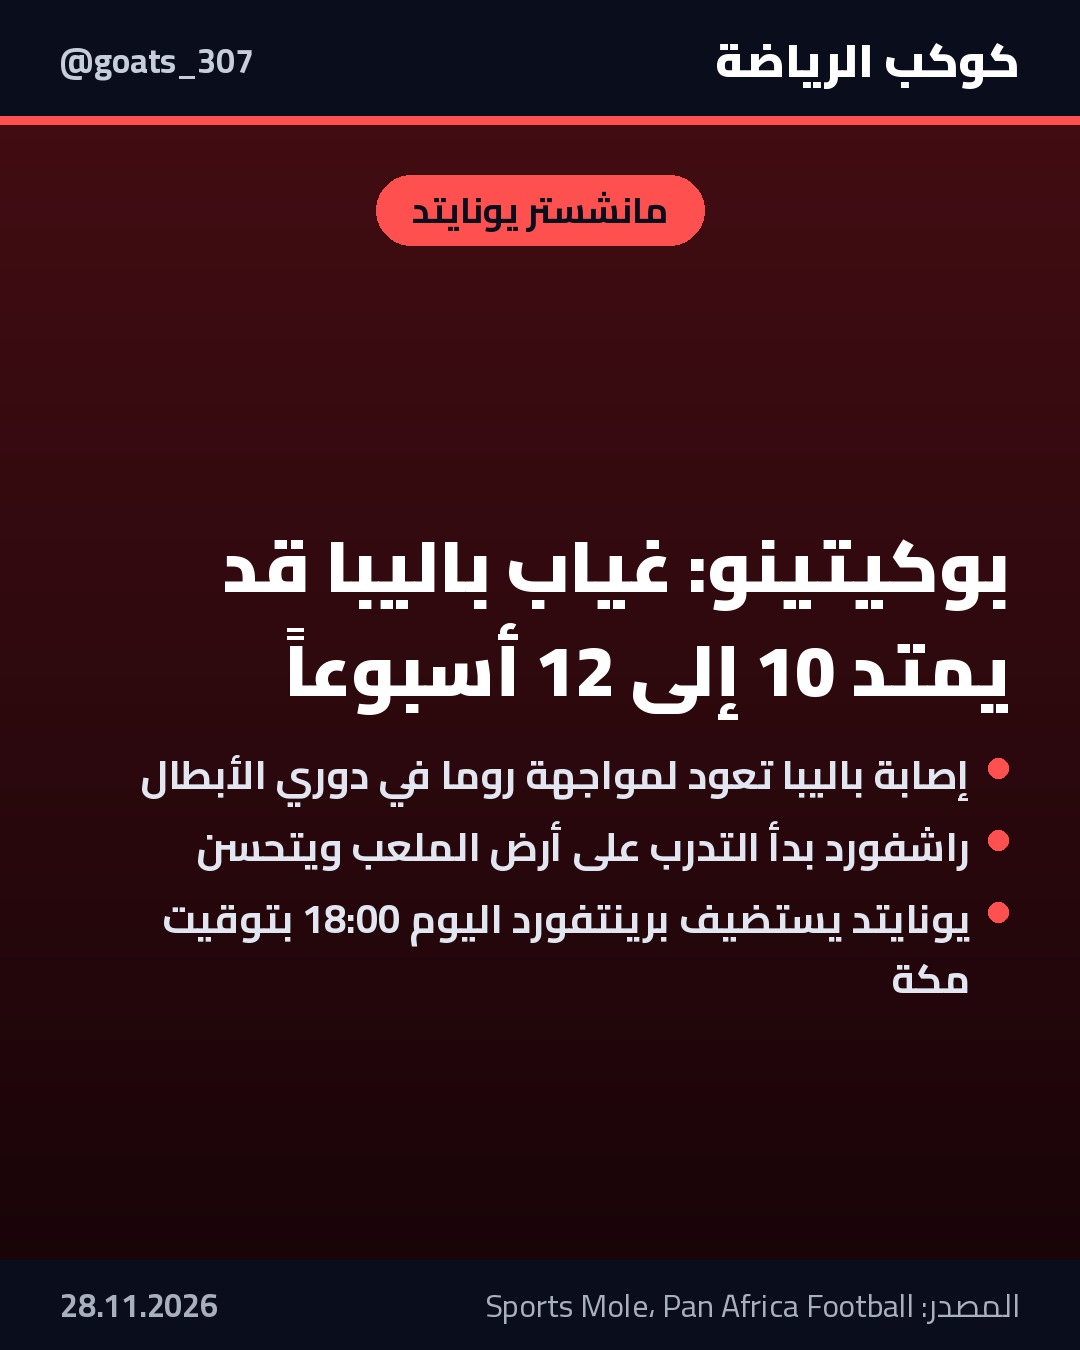 كوكب الرياضة
@goats_307
مانشستر يونايتد
بوكيتينو: غياب باليبا قد
يمتد 10 إلى 12 أسبوعاً
إصابة باليبا تعود لمواجهة روما في دوري الأبطال
راشفورد بدأ التدرب على أرض الملعب ويتحسن
يونايتد يستضيف برينتفورد اليوم 18:00 بتوقيت
مكة
المصدر: Sports Mole، Pan Africa Football
28.11.2026